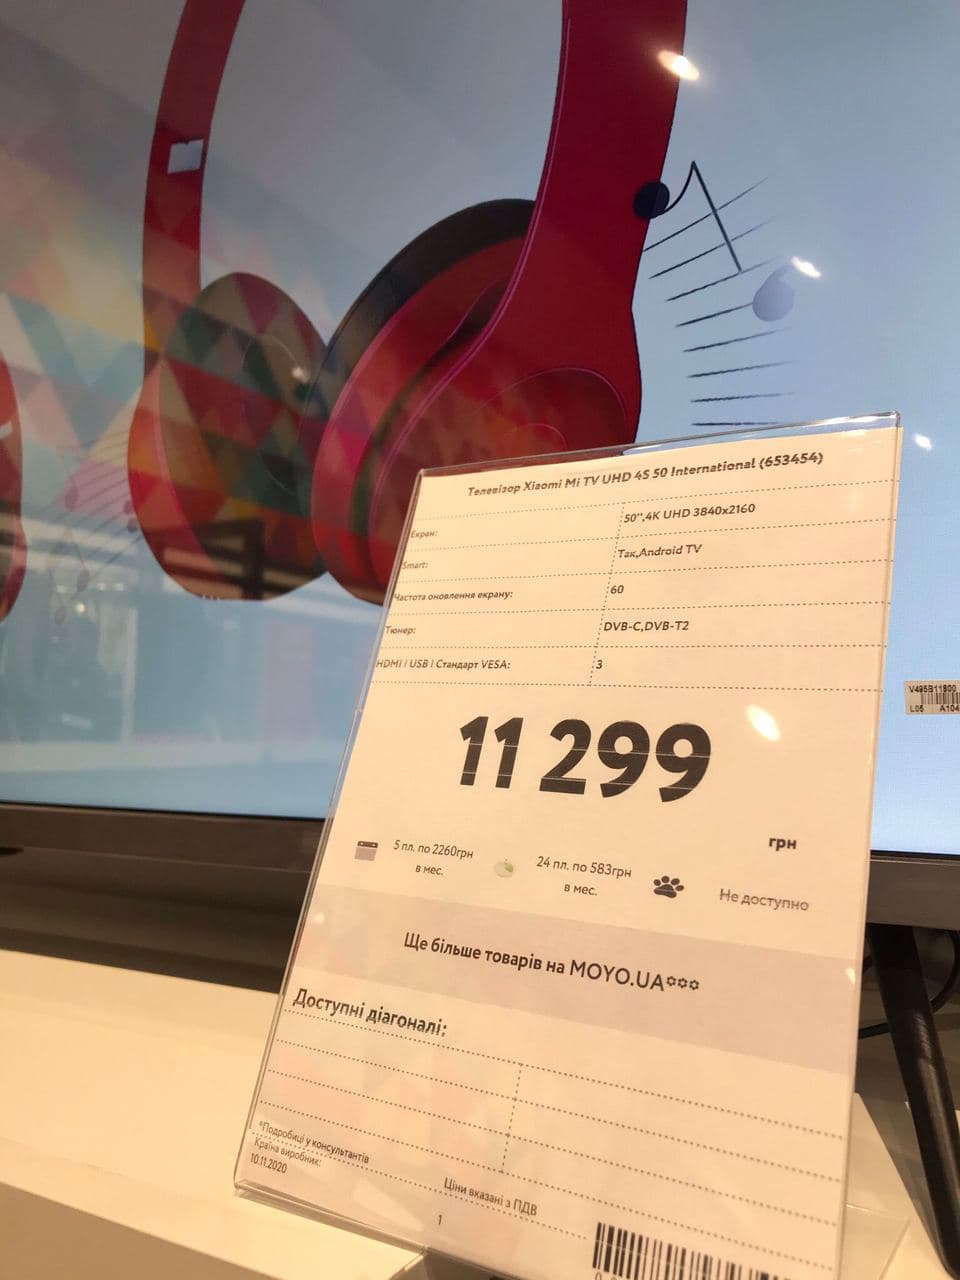 Телевізор Xiaomi Mi TV UHD 4S 50 International (653454)
Екран: 50'',4K UHD 3840x2160
Smart: Так,Android TV
Частота оновлення екрану: 60
Тюнер: DVB-C,DVB-T2
HDMI / USB / Стандарт VESA: 3
11 299
грн
5 пл. по 2260грн
в мес.
24 пл. по 583грн
в мес.
Не доступно
Ще більше товарів на MOYO.UA
Доступні діагоналі:
*Подробиці у консультантів
Країна виробник:
10.11.2020
Ціни вказані з ПДВ
1
V495B11800
L05 A104